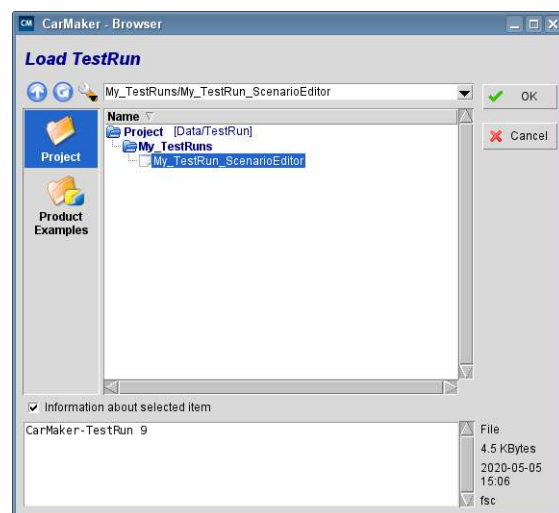 CM CarMaker - Browser
Load TestRun
My_TestRuns/My_TestRun_ScenarioEditor
OK
Name
Cancel
Project [Data/TestRun]
My_TestRuns
My_TestRun_ScenarioEditor
Project
Product
Examples
Information about selected item
CarMaker-TestRun 9
File
4.5 KBytes
2020-05-05
15:06
fsc